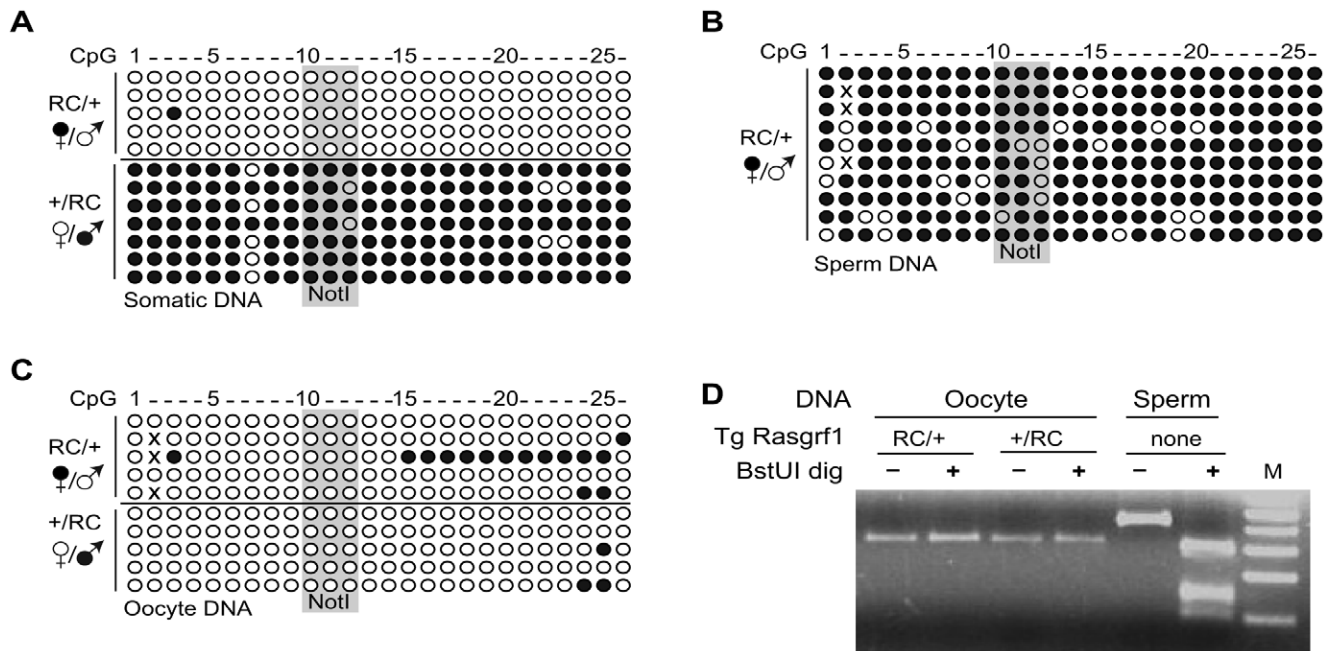 A
CpG 1 - - - 5 - - - - 10 - - - - 15 - - - - 20 - - - - 25 -
RC/+
♀/♂
+/RC
♀/♂
Somatic DNA
NotI
B
CpG 1 - - - 5 - - - - 10 - - - - 15 - - - - 20 - - - - 25 -
X
X
RC/+
X
♀/♂
Sperm DNA
NotI
C
CpG 1 - - - 5 - - - - 10 - - - - 15 - - - - 20 - - - - 25 -
X
RC/+
X
♀/♂
X
+/RC
♀/♂
Oocyte DNA
NotI
D
DNA Oocyte Sperm
Tg Rasgrf1 RC/+ +/RC none
BstUI dig − + − + − + M